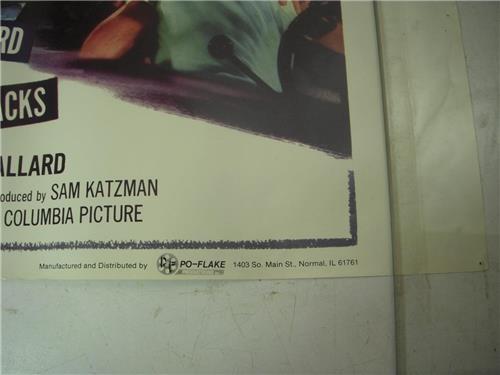 RD
ACKS
ALLARD
oduced by SAM KATZMAN
COLUMBIA PICTURE
Manufactured and Distributed by PF PO-FLAKE 1403 So. Main St., Normal, IL 61761